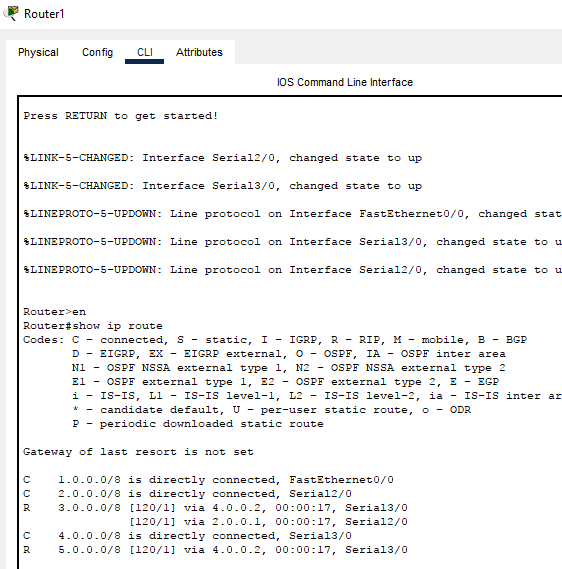 Router1
Physical Config CLI Attributes
IOS Command Line Interface
Press RETURN to get started!
%LINK-5-CHANGED: Interface Serial2/0, changed state to up
%LINK-5-CHANGED: Interface Serial3/0, changed state to up
%LINEPROTO-5-UPDOWN: Line protocol on Interface FastEthernet0/0, changed stat
%LINEPROTO-5-UPDOWN: Line protocol on Interface Serial3/0, changed state to u
%LINEPROTO-5-UPDOWN: Line protocol on Interface Serial2/0, changed state to u
Router>en
Router#show ip route
Codes: C - connected, S - static, I - IGRP, R - RIP, M - mobile, B - BGP
D - EIGRP, EX - EIGRP external, O - OSPF, IA - OSPF inter area
N1 - OSPF NSSA external type 1, N2 - OSPF NSSA external type 2
E1 - OSPF external type 1, E2 - OSPF external type 2, E - EGP
i - IS-IS, L1 - IS-IS level-1, L2 - IS-IS level-2, ia - IS-IS inter ar
* - candidate default, U - per-user static route, o - ODR
P - periodic downloaded static route
Gateway of last resort is not set
C 1.0.0.0/8 is directly connected, FastEthernet0/0
C 2.0.0.0/8 is directly connected, Serial2/0
R 3.0.0.0/8 [120/1] via 4.0.0.2, 00:00:17, Serial3/0
[120/1] via 2.0.0.1, 00:00:17, Serial2/0
C 4.0.0.0/8 is directly connected, Serial3/0
R 5.0.0.0/8 [120/1] via 4.0.0.2, 00:00:17, Serial3/0